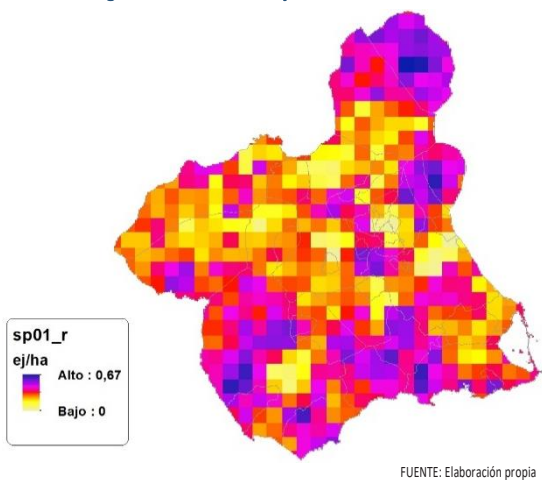 sp01_r
ej/ha
Alto : 0,67
Bajo : 0
FUENTE: Elaboración propia